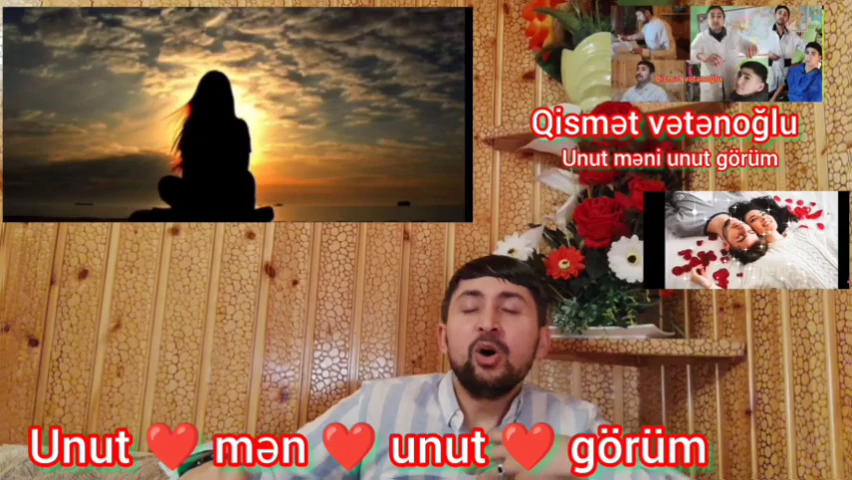 Qismət vətənoğlu
Unut məni unut görüm
Unut ❤️ mən ❤️ unut ❤️ görüm